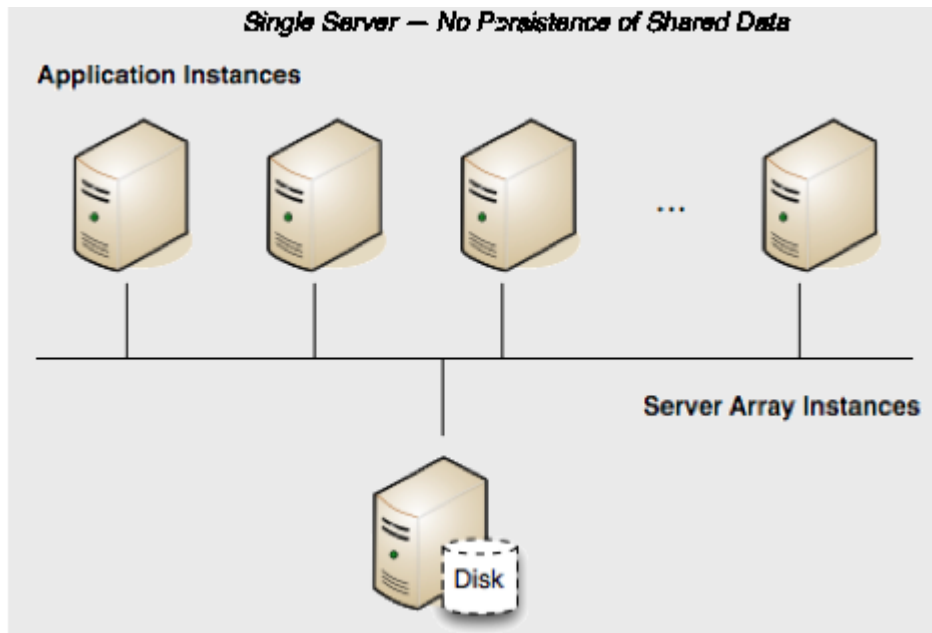 Single Server — No Persistence of Shared Data
Application Instances
...
Server Array Instances
Disk